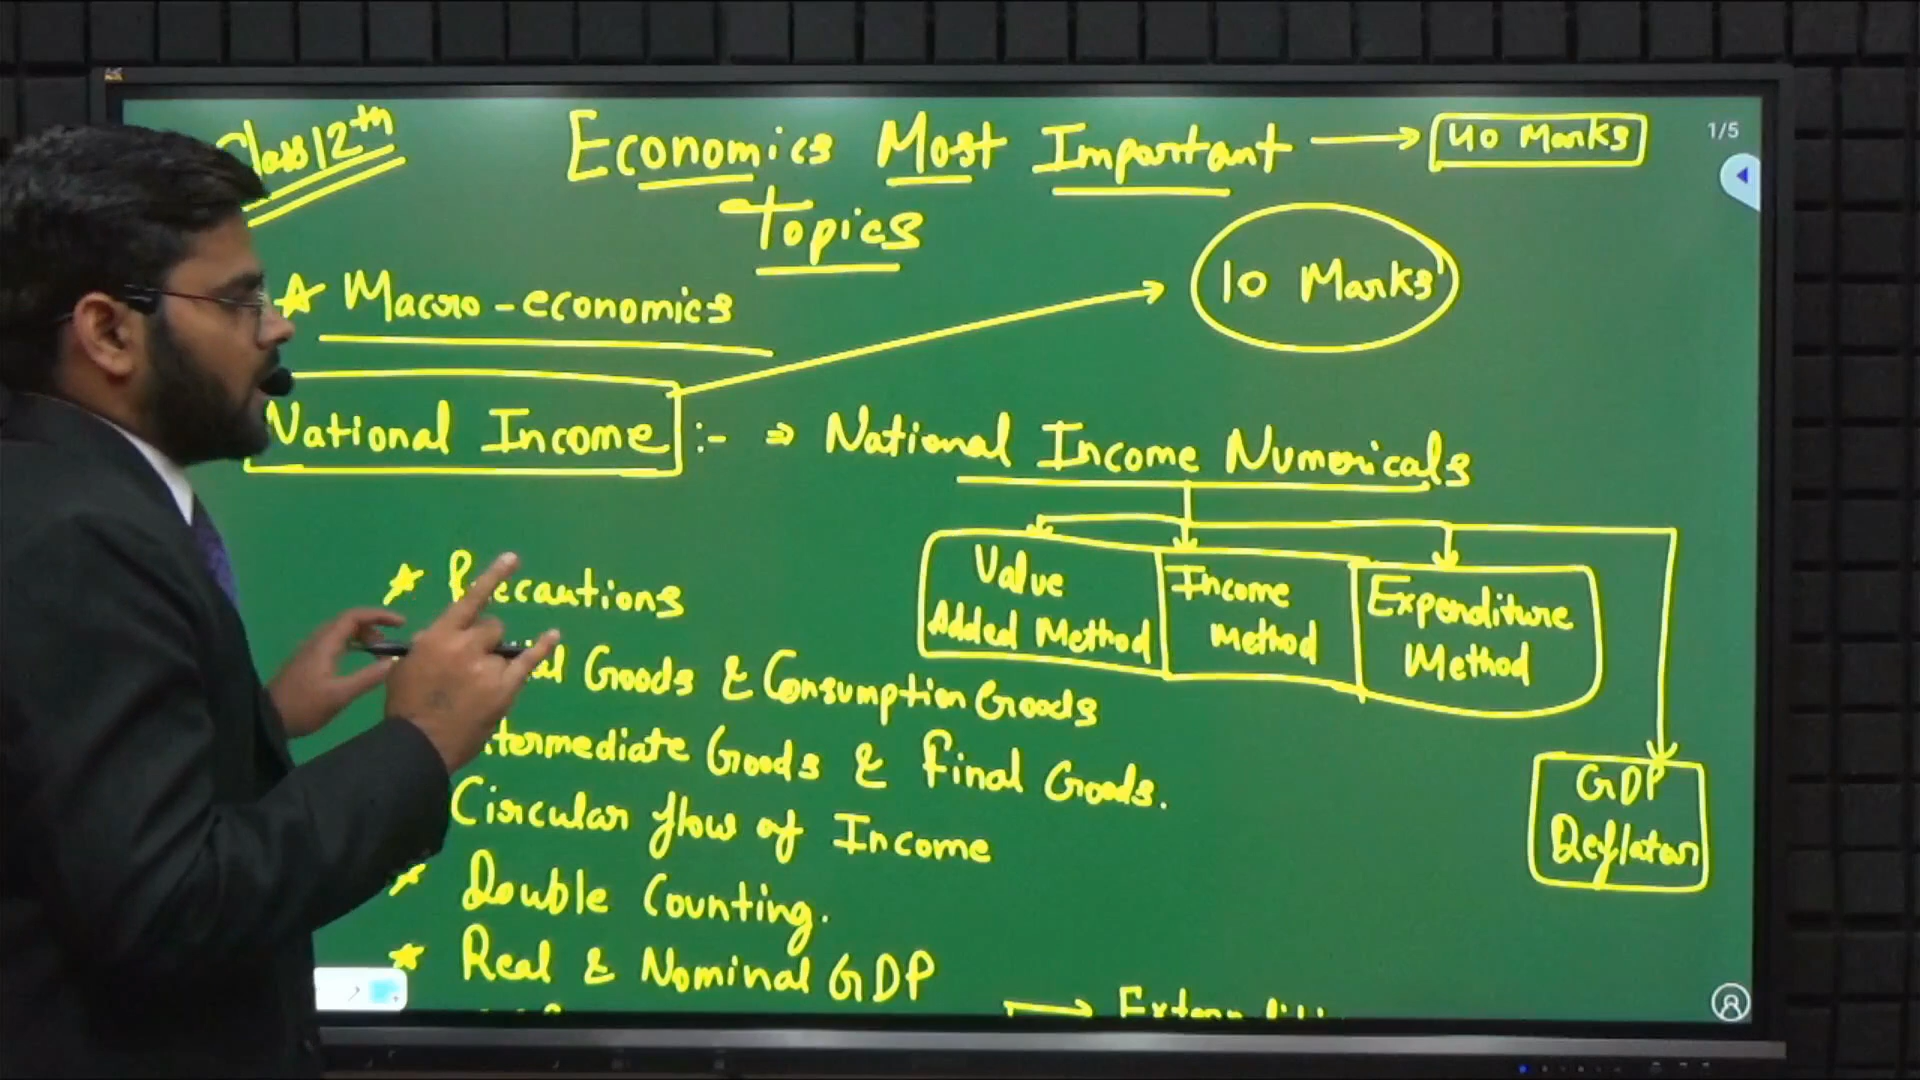 Class 12th
Economics Most Important → 40 Marks
Topics
1/5
☆ Macro-economics
10 Marks
National Income :- ⇒ National Income Numericals
Value Added Method
Income Method
Expenditure Method
GDP Deflator
☆ Precautions
Goods & Consumption Goods
Intermediate Goods & Final Goods.
Circular flow of Income
☆ Double Counting.
☆ Real & Nominal GDP